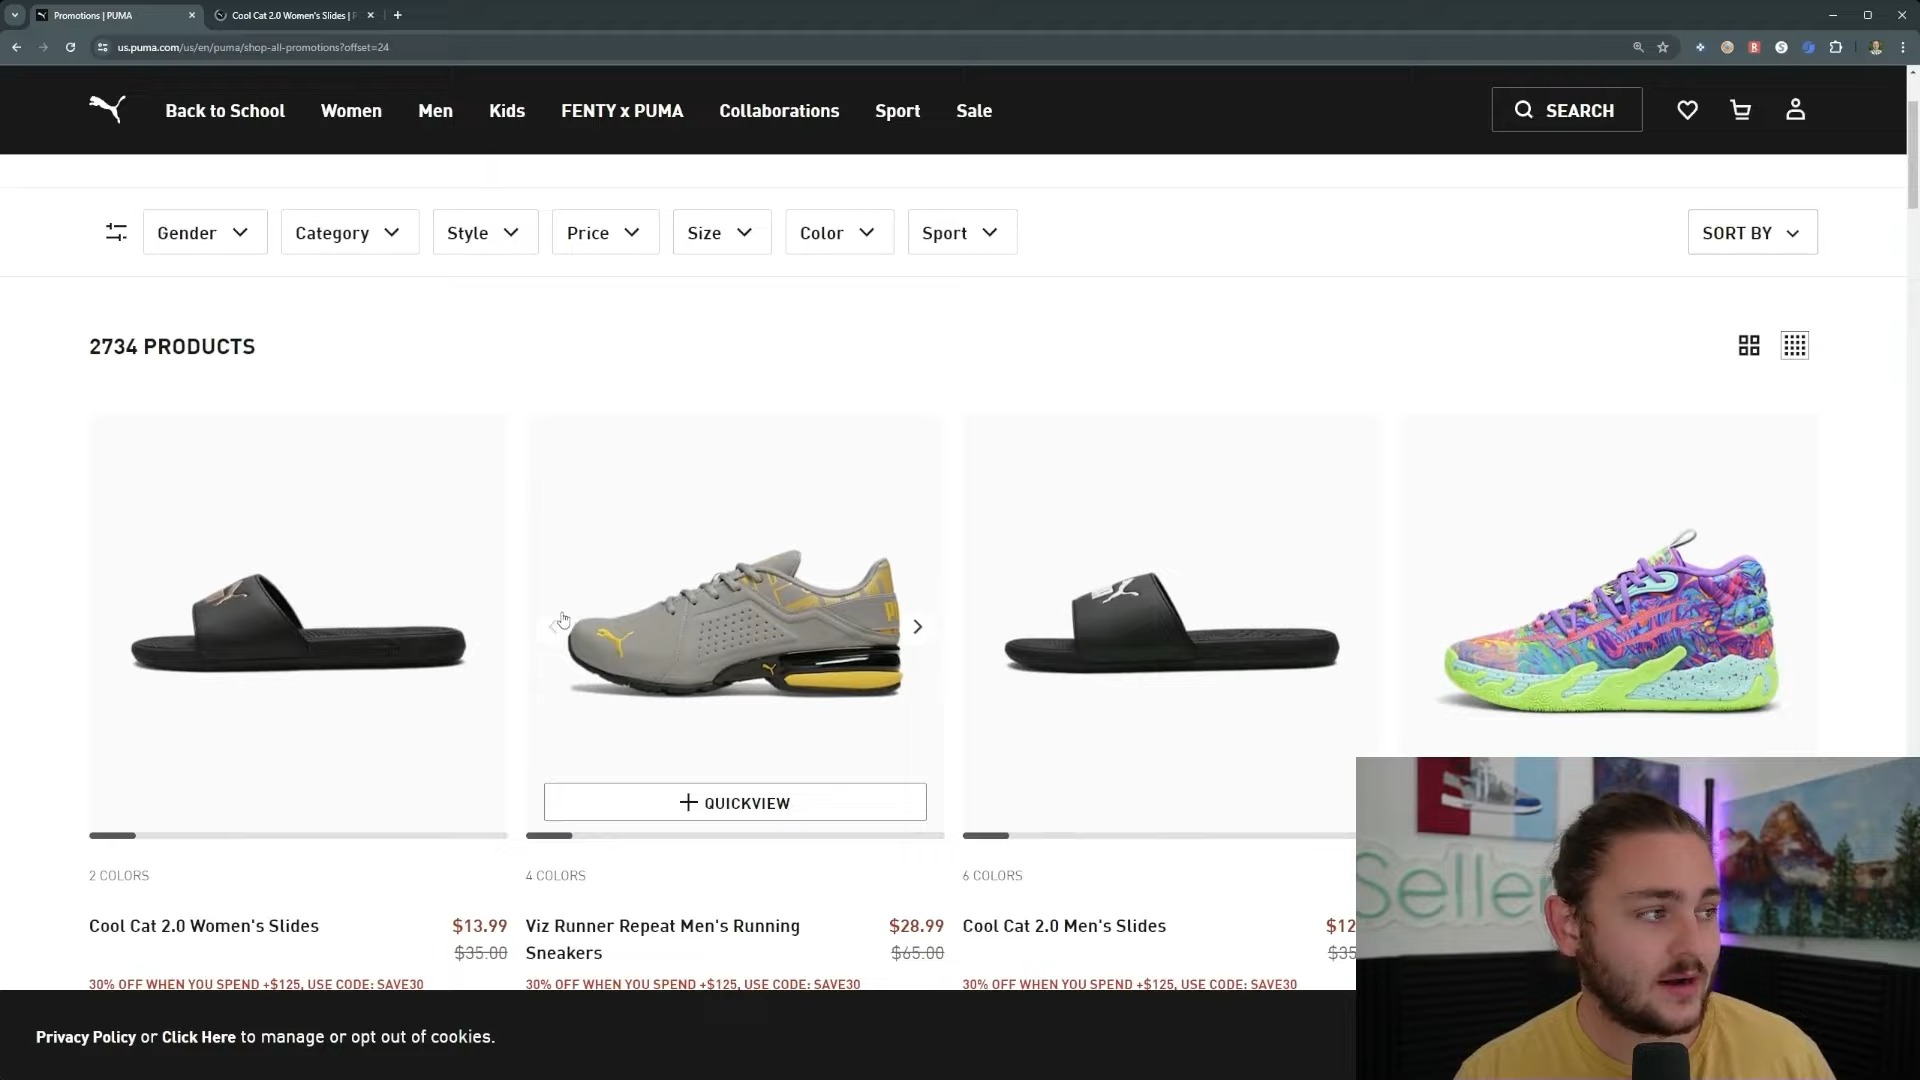 Promotions | PUMA
Cool Cat 2.0 Women's Slides |
us.puma.com/us/en/puma/shop-all-promotions?offset=24
Back to School
Women
Men
Kids
FENTY x PUMA
Collaborations
Sport
Sale
SEARCH
Gender
Category
Style
Price
Size
Color
Sport
SORT BY
2734 PRODUCTS
QUICKVIEW
2 COLORS
4 COLORS
6 COLORS
Cool Cat 2.0 Women's Slides
$13.99
$35.00
Viz Runner Repeat Men's Running
Sneakers
$28.99
$65.00
Cool Cat 2.0 Men's Slides
$12
$35
30% OFF WHEN YOU SPEND +$125, USE CODE: SAVE30
30% OFF WHEN YOU SPEND +$125, USE CODE: SAVE30
30% OFF WHEN YOU SPEND +$125, USE CODE: SAVE30
Seller
Privacy Policy or Click Here to manage or opt out of cookies.